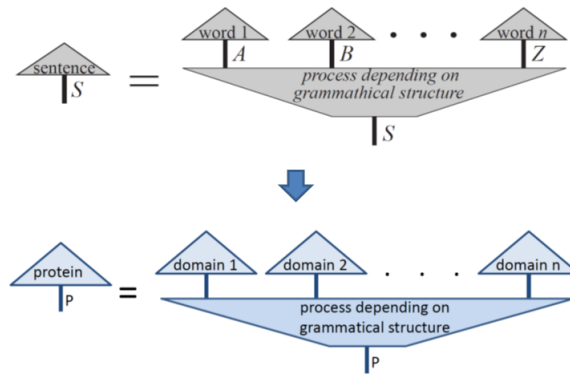 word 1 word 2 word n
A B Z
sentence
S
=
process depending on
grammathical structure
S
domain 1 domain 2 domain n
protein
P
=
process depending on
grammatical structure
P